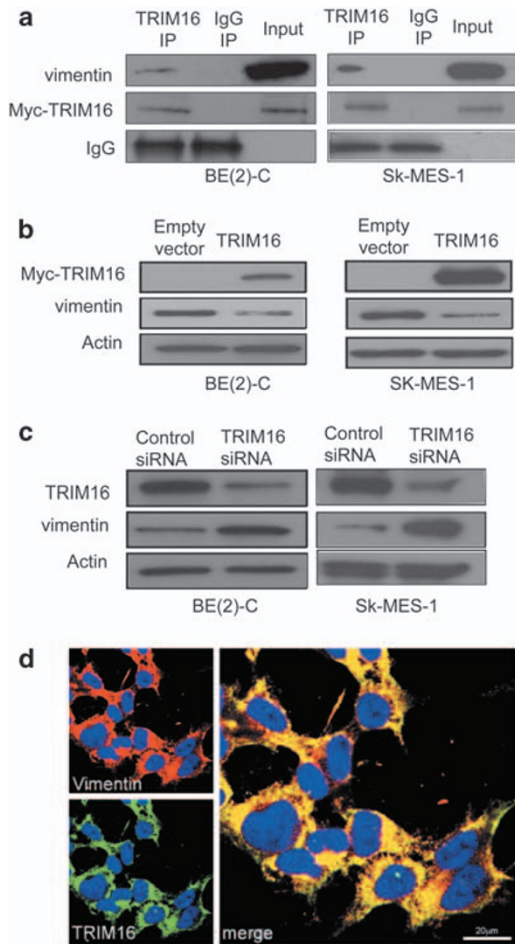 a
TRIM16 IP IgG IP Input TRIM16 IP IgG IP Input
vimentin
Myc-TRIM16
IgG
BE(2)-C Sk-MES-1
b
Empty vector TRIM16 Empty vector TRIM16
Myc-TRIM16
vimentin
Actin
BE(2)-C SK-MES-1
c
Control siRNA TRIM16 siRNA Control siRNA TRIM16 siRNA
TRIM16
vimentin
Actin
BE(2)-C Sk-MES-1
d
Vimentin
TRIM16
merge
20µm